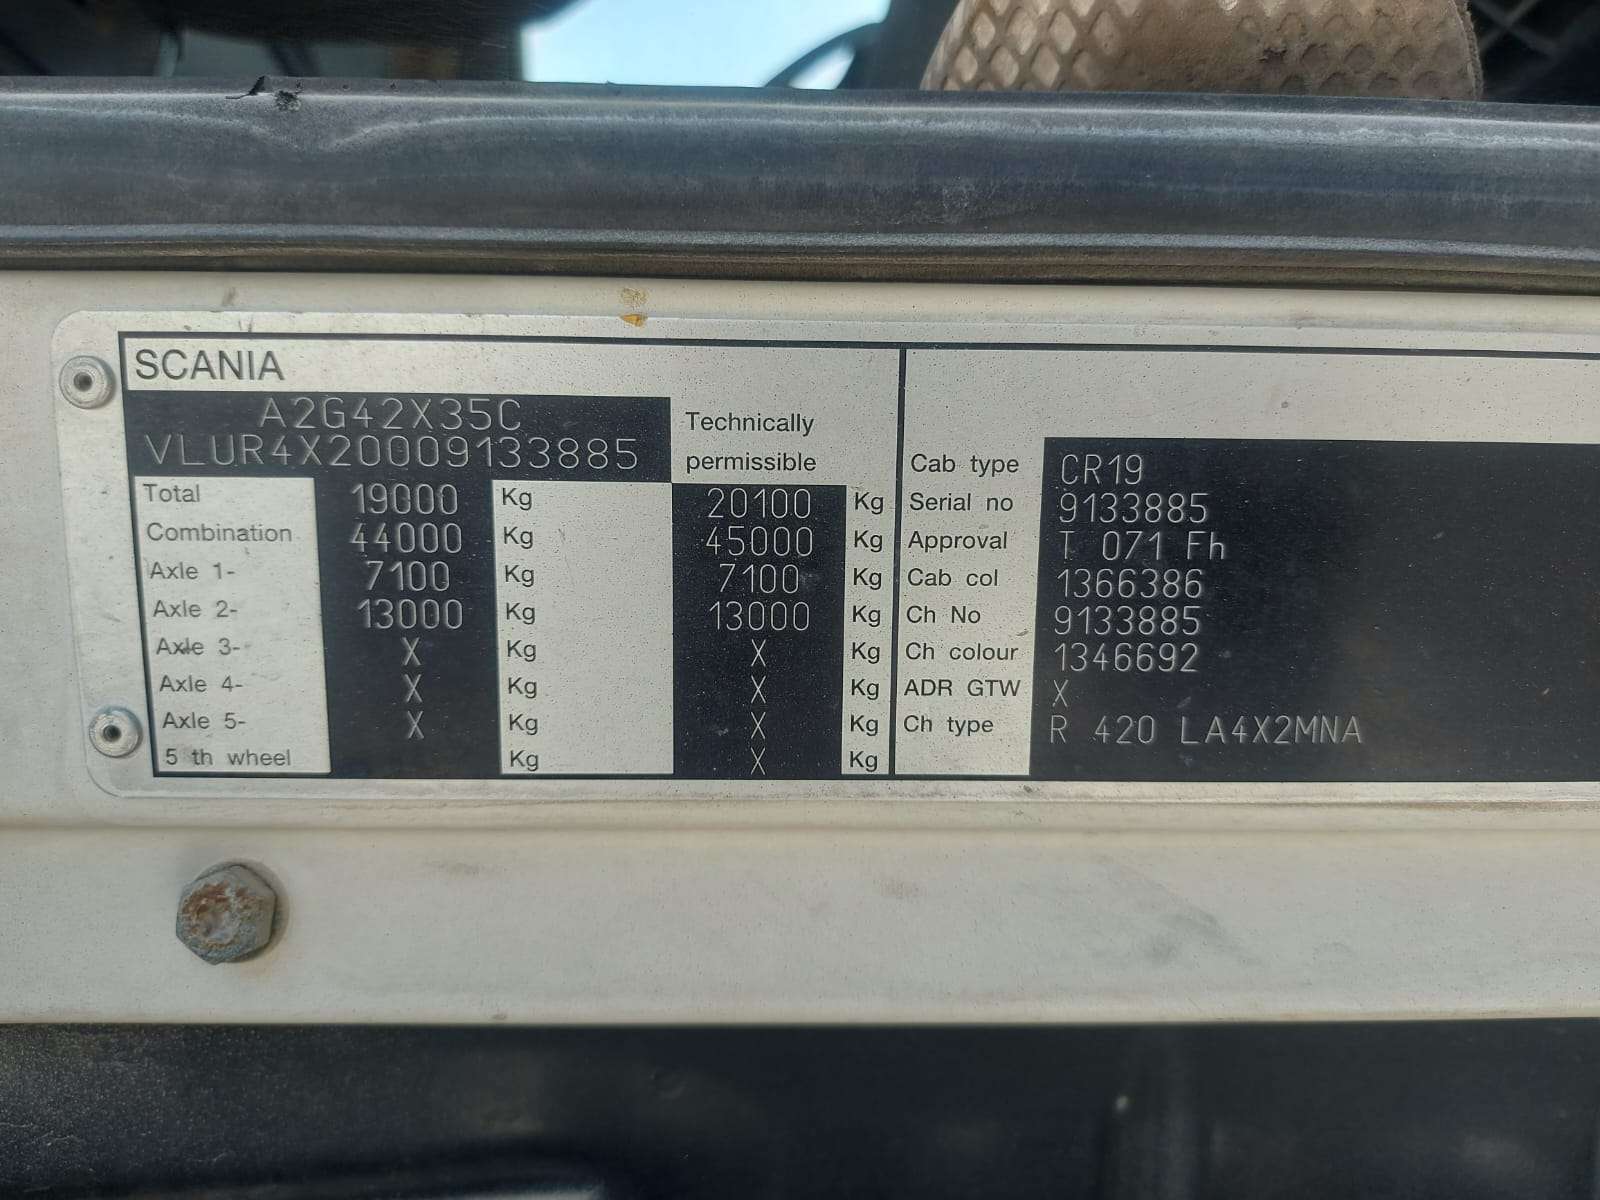 SCANIA
A2G42X35C
VLUR4X20009133885
Technically
permissible
Total 19000 Kg 20100 Kg
Combination 44000 Kg 45000 Kg
Axle 1- 7100 Kg 7100 Kg
Axle 2- 13000 Kg 13000 Kg
Axle 3- X Kg X Kg
Axle 4- X Kg X Kg
Axle 5- X Kg X Kg
5 th wheel Kg X Kg
Cab type CR19
Serial no 9133885
Approval T 071 Fh
Cab col 1366386
Ch No 9133885
Ch colour 1346692
ADR GTW X
Ch type R 420 LA4X2MNA